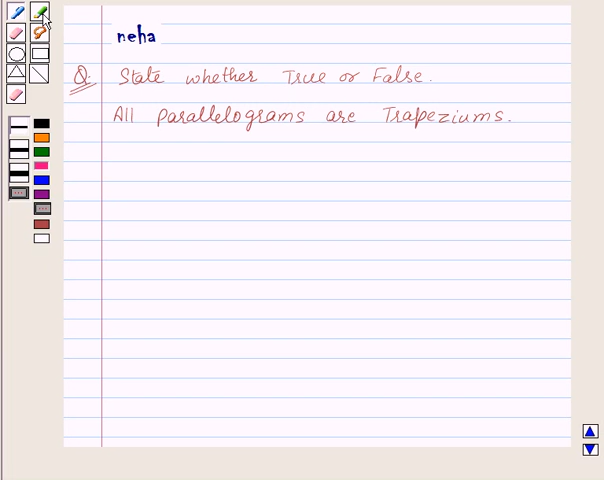 neha
Q. State whether True or False.
All parallelograms are Trapeziums.